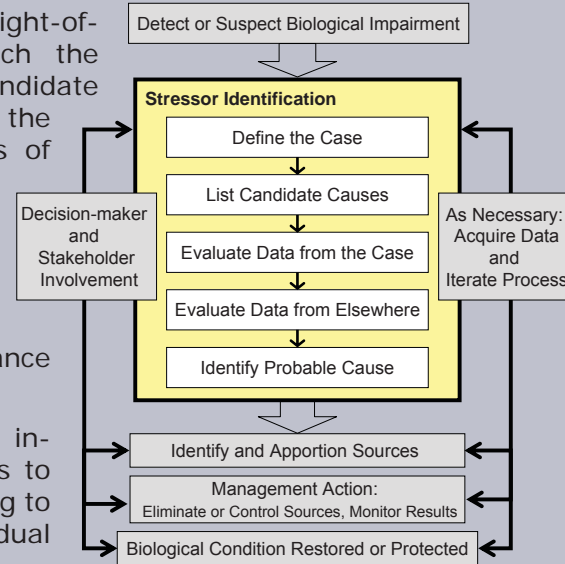 ight-of-
ch the
ndidate
the
s of
ance
in-
s to
g to
dual
Detect or Suspect Biological Impairment
Stressor Identification
Define the Case
List Candidate Causes
Evaluate Data from the Case
Evaluate Data from Elsewhere
Identify Probable Cause
Decision-maker
and
Stakeholder
Involvement
As Necessary:
Acquire Data
and
Iterate Process
Identify and Apportion Sources
Management Action:
Eliminate or Control Sources, Monitor Results
Biological Condition Restored or Protected